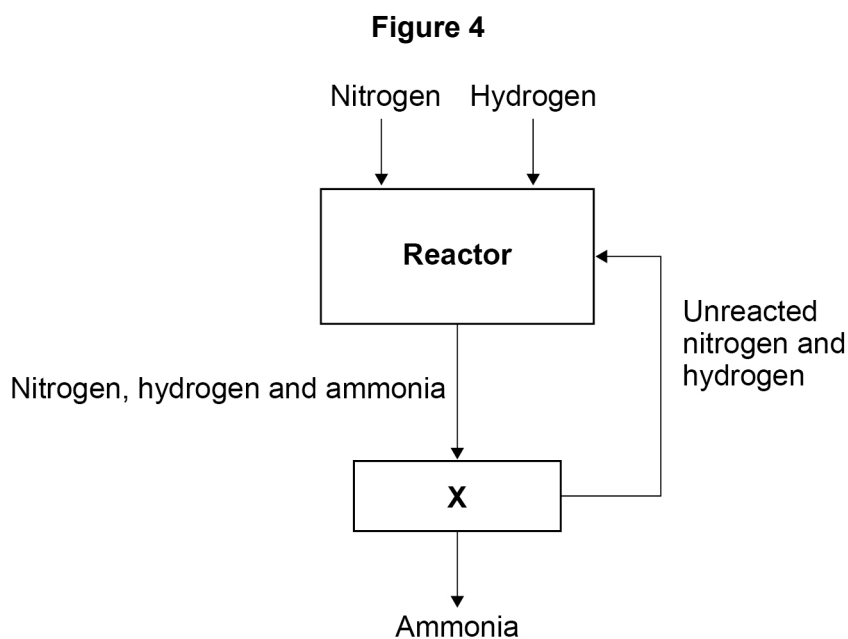 Figure 4
Nitrogen Hydrogen
Reactor
Unreacted
nitrogen and
hydrogen
Nitrogen, hydrogen and ammonia
X
Ammonia